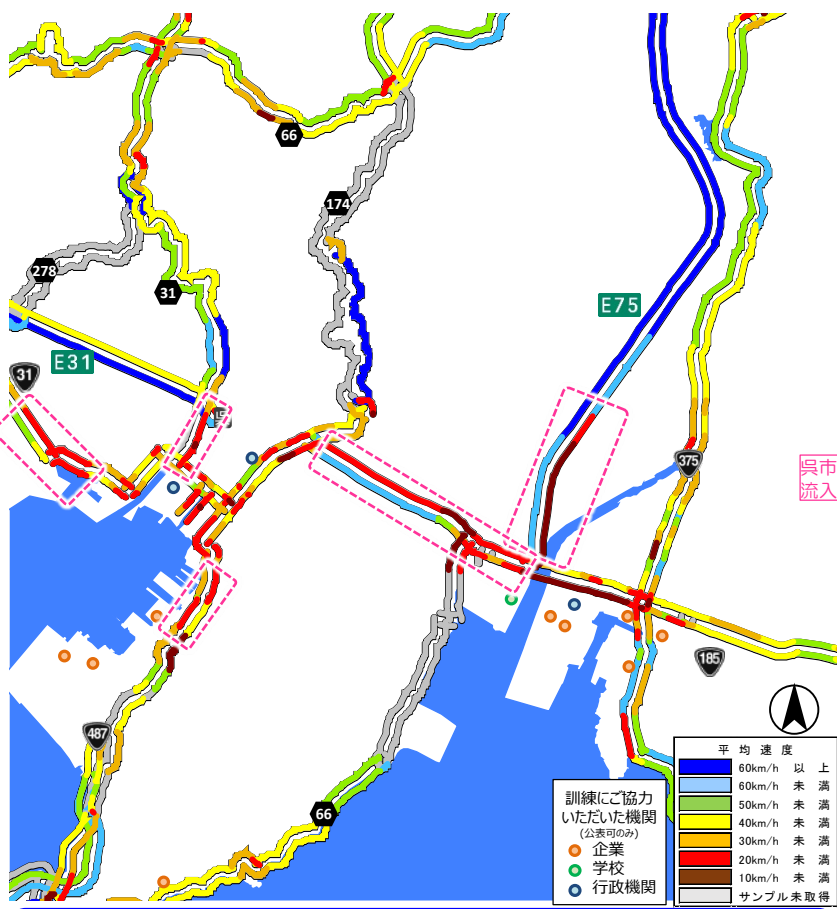 66
174
278
31
E75
E31
31
375
呉市
流入
185
487
66
平均速度
60km/h 以上
60km/h 未満
50km/h 未満
40km/h 未満
30km/h 未満
20km/h 未満
10km/h 未満
サンプル未取得
訓練にご協力
いただいた機関
(公表可のみ)
企業
学校
行政機関